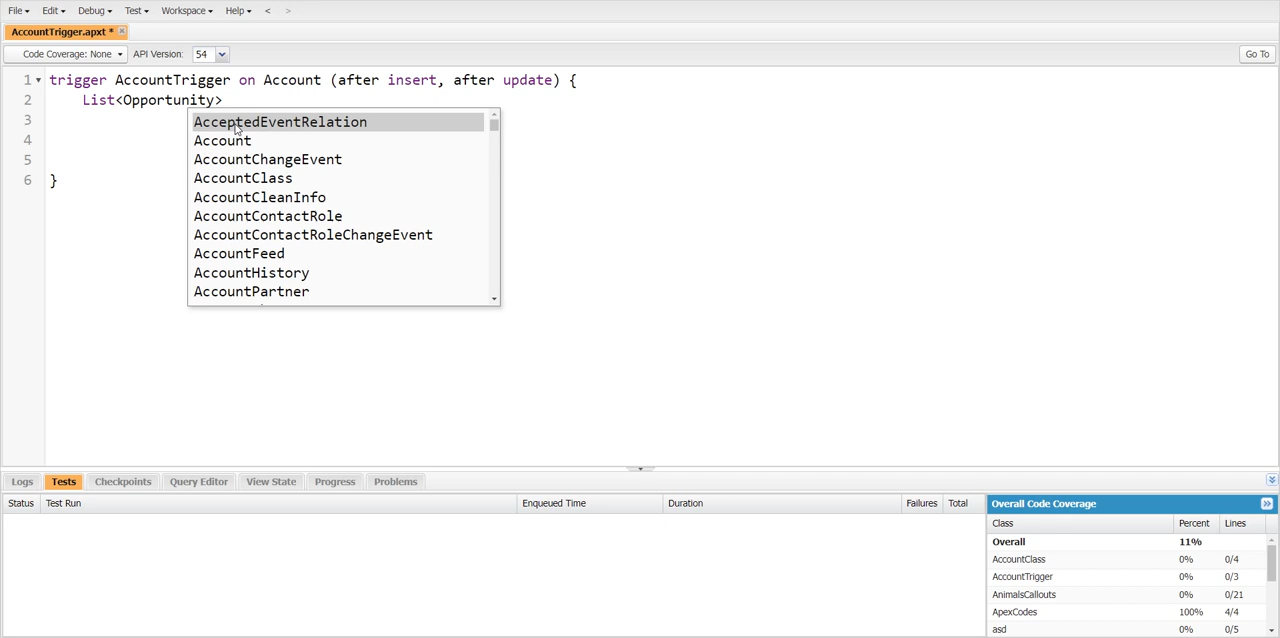 File Edit Debug Test Workspace Help < >
AccountTrigger.apxt *
Code Coverage: None API Version: 54 Go To
1 trigger AccountTrigger on Account (after insert, after update) {
2 List<Opportunity>
3 AcceptedEventRelation
4 Account
5 AccountChangeEvent
6 } AccountClass
AccountCleanInfo
AccountContactRole
AccountContactRoleChangeEvent
AccountFeed
AccountHistory
AccountPartner
Logs Tests Checkpoints Query Editor View State Progress Problems
Status Test Run Enqueued Time Duration Failures Total Overall Code Coverage
Class Percent Lines
Overall 11%
AccountClass 0% 0/4
AccountTrigger 0% 0/3
AnimalsCallouts 0% 0/21
ApexCodes 100% 4/4
asd 0% 0/5